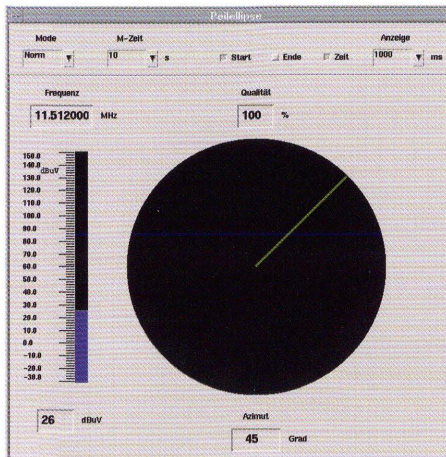 Peilellipse
Mode M-Zeit Anzeige
Norm 10 s Start Ende Zeit 1000 ms
Frequenz Qualität
11.512000 MHz 100 %
150.0
140.0
dBuV
130.0
120.0
110.0
100.0
90.0
80.0
70.0
60.0
50.0
40.0
30.0
20.0
10.0
0.0
-10.0
-20.0
-30.0
26 dBuV
Azimut
45 Grad